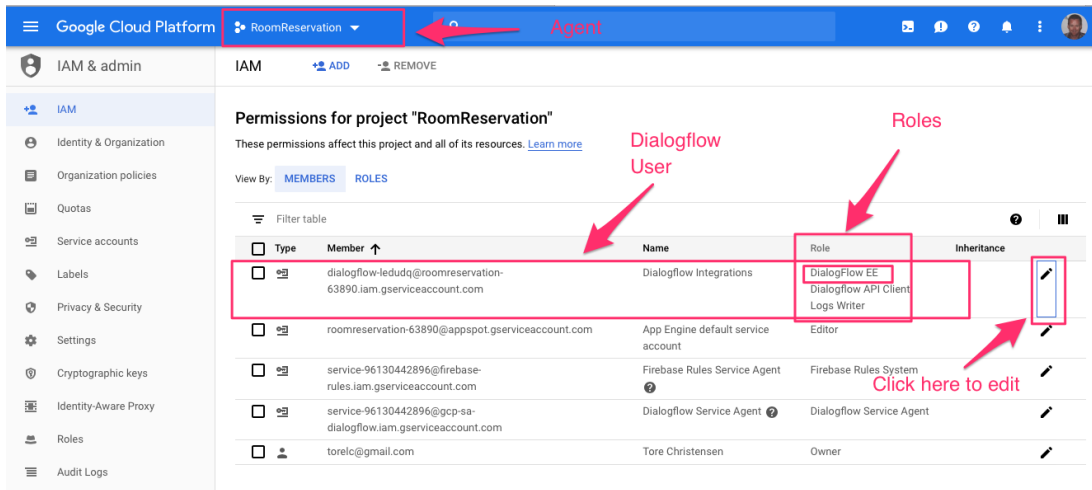 Google Cloud Platform
RoomReservation
Agent
IAM & admin
IAM
ADD
REMOVE
IAM
Identity & Organization
Organization policies
Quotas
Service accounts
Labels
Privacy & Security
Settings
Cryptographic keys
Identity-Aware Proxy
Roles
Audit Logs
Permissions for project "RoomReservation"
These permissions affect this project and all of its resources. Learn more
Dialogflow
User
Roles
View By: MEMBERS ROLES
Filter table
Type Member Name Role Inheritance
dialogflow-ledudq@roomreservation- Dialogflow Integrations DialogFlow EE
63890.iam.gserviceaccount.com Dialogflow API Client
Logs Writer
roomreservation-63890@appspot.gserviceaccount.com App Engine default service Editor
account
service-96130442896@firebase- Firebase Rules Service Agent Firebase Rules System
rules.iam.gserviceaccount.com
Click here to edit
service-96130442896@gcp-sa- Dialogflow Service Agent Dialogflow Service Agent
dialogflow.iam.gserviceaccount.com
torelc@gmail.com Tore Christensen Owner